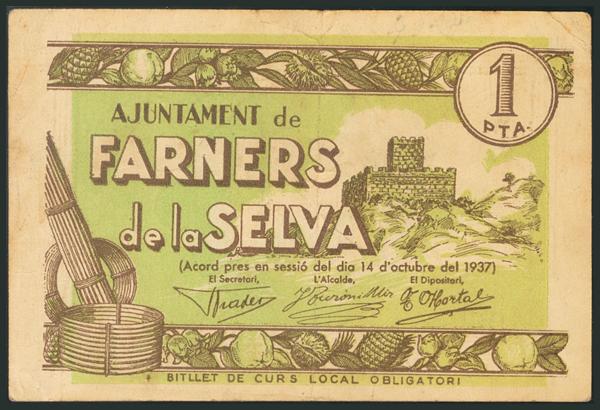 1
PTA.
AJUNTAMENT de
FARNERS
de la SELVA
(Acord pres en sessió del dia 14 d'octubre del 1937)
El Secretari, L'Alcalde, El Dipositari,
BITLLET DE CURS LOCAL OBLIGATORI